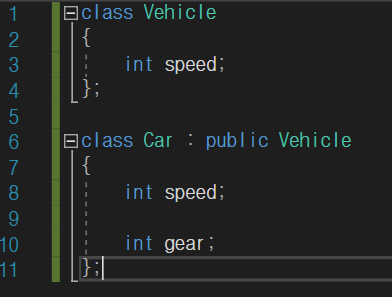 1 class Vehicle
2 {
3     int speed;
4 };
5
6 class Car : public Vehicle
7 {
8     int speed;
9
10     int gear;
11 };